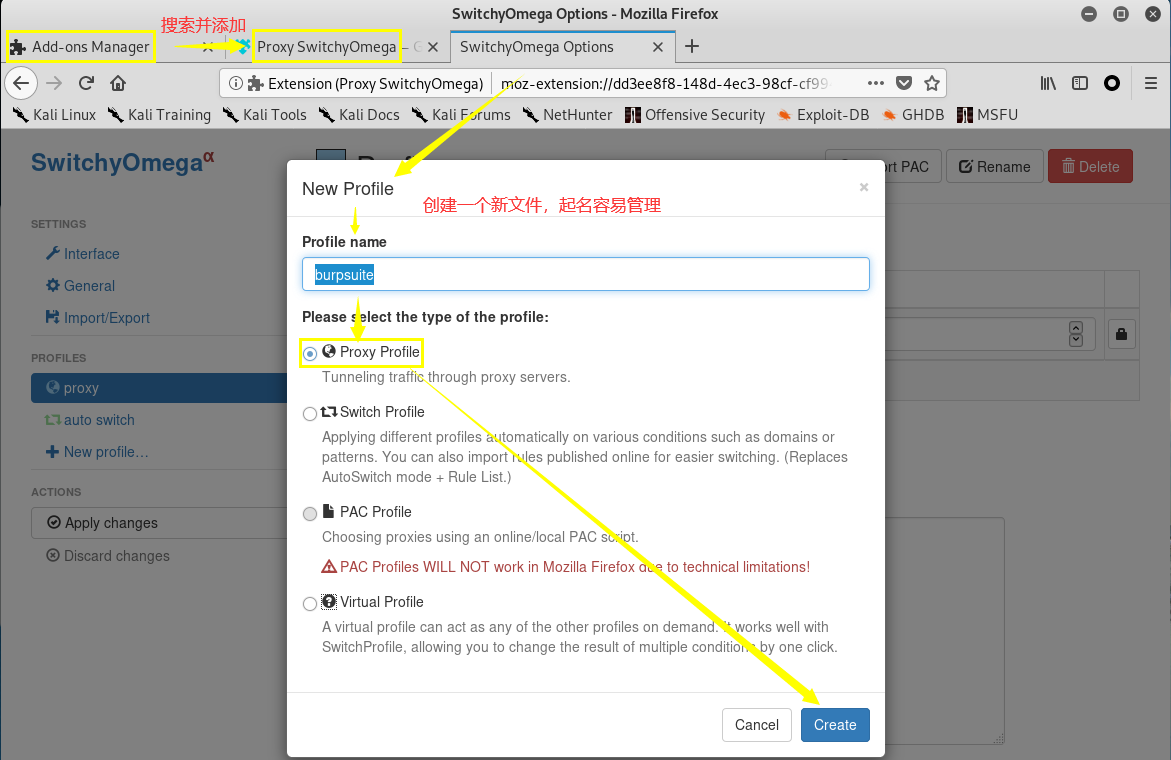 SwitchyOmega Options - Mozilla Firefox
搜索并添加
Add-ons Manager
Proxy SwitchyOmega – G
SwitchyOmega Options
Extension (Proxy SwitchyOmega)
moz-extension://dd3ee8f8-148d-4ec3-98cf-cf99
Kali Linux
Kali Training
Kali Tools
Kali Docs
Kali Forums
NetHunter
Offensive Security
Exploit-DB
GHDB
MSFU
SwitchyOmegaα
PAC
Rename
Delete
New Profile
×
创建一个新文件，起名容易管理
SETTINGS
Interface
General
Import/Export
PROFILES
proxy
auto switch
New profile…
ACTIONS
Apply changes
Discard changes
Profile name
burpsuite
Please select the type of the profile:
Proxy Profile
Tunneling traffic through proxy servers.
Switch Profile
Applying different profiles automatically on various conditions such as domains or
patterns. You can also import rules published online for easier switching. (Replaces
AutoSwitch mode + Rule List.)
PAC Profile
Choosing proxies using an online/local PAC script.
PAC Profiles WILL NOT work in Mozilla Firefox due to technical limitations!
Virtual Profile
A virtual profile can act as any of the other profiles on demand. It works well with
SwitchProfile, allowing you to change the result of multiple conditions by one click.
Cancel
Create